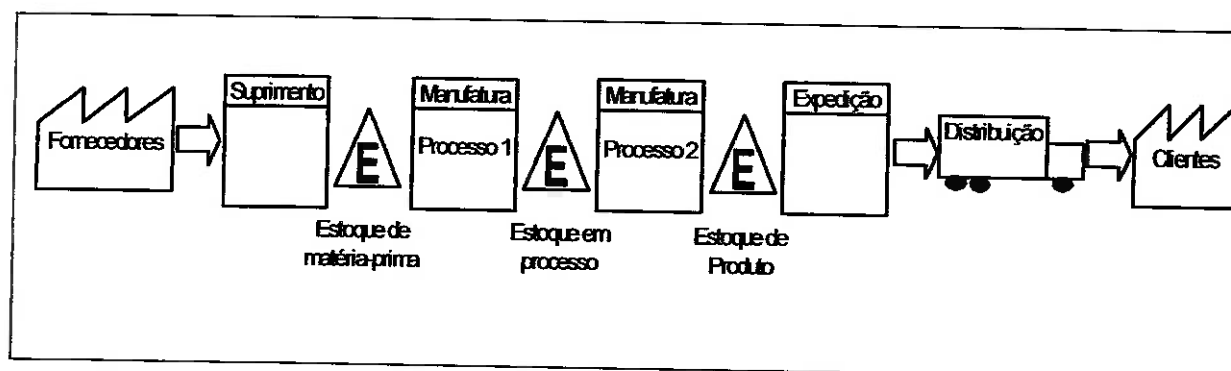 Fornecedores
Suprimento
E
Estoque de
matéria-prima
Manufatura
Processo 1
E
Estoque em
processo
Manufatura
Processo 2
E
Estoque de
Produto
Expedição
Distribuição
Clientes